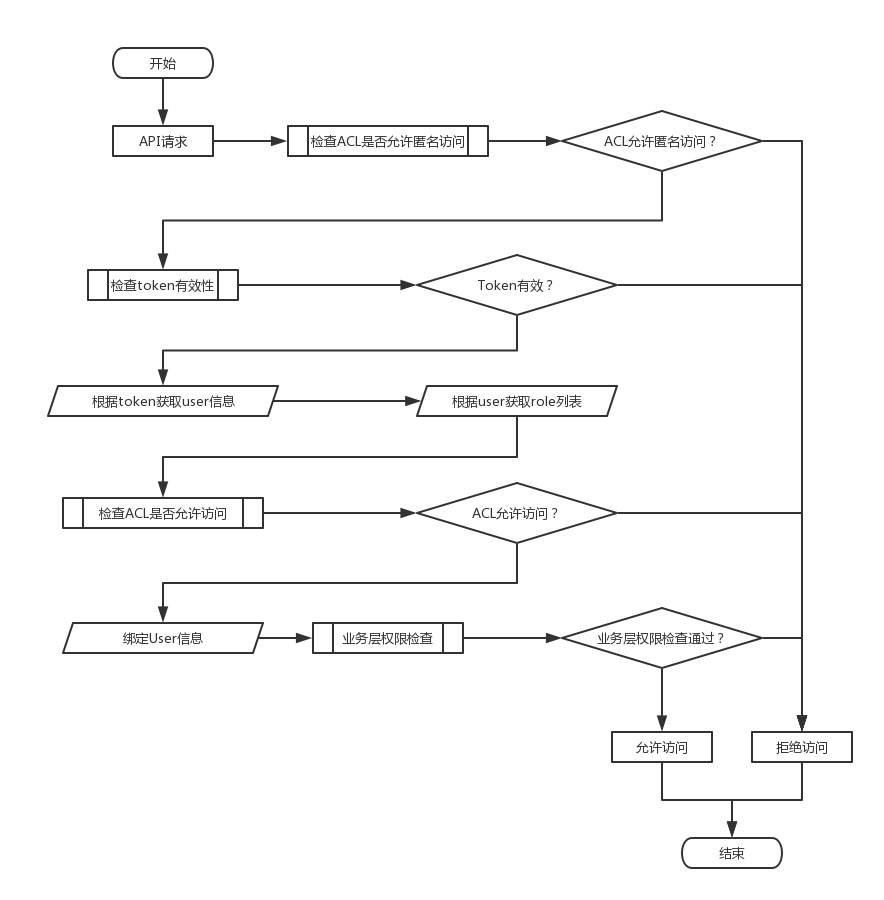 开始
API请求
检查ACL是否允许匿名访问
ACL允许匿名访问？
检查token有效性
Token有效？
根据token获取user信息
根据user获取role列表
检查ACL是否允许访问
ACL允许访问？
绑定User信息
业务层权限检查
业务层权限检查通过？
允许访问
拒绝访问
结束